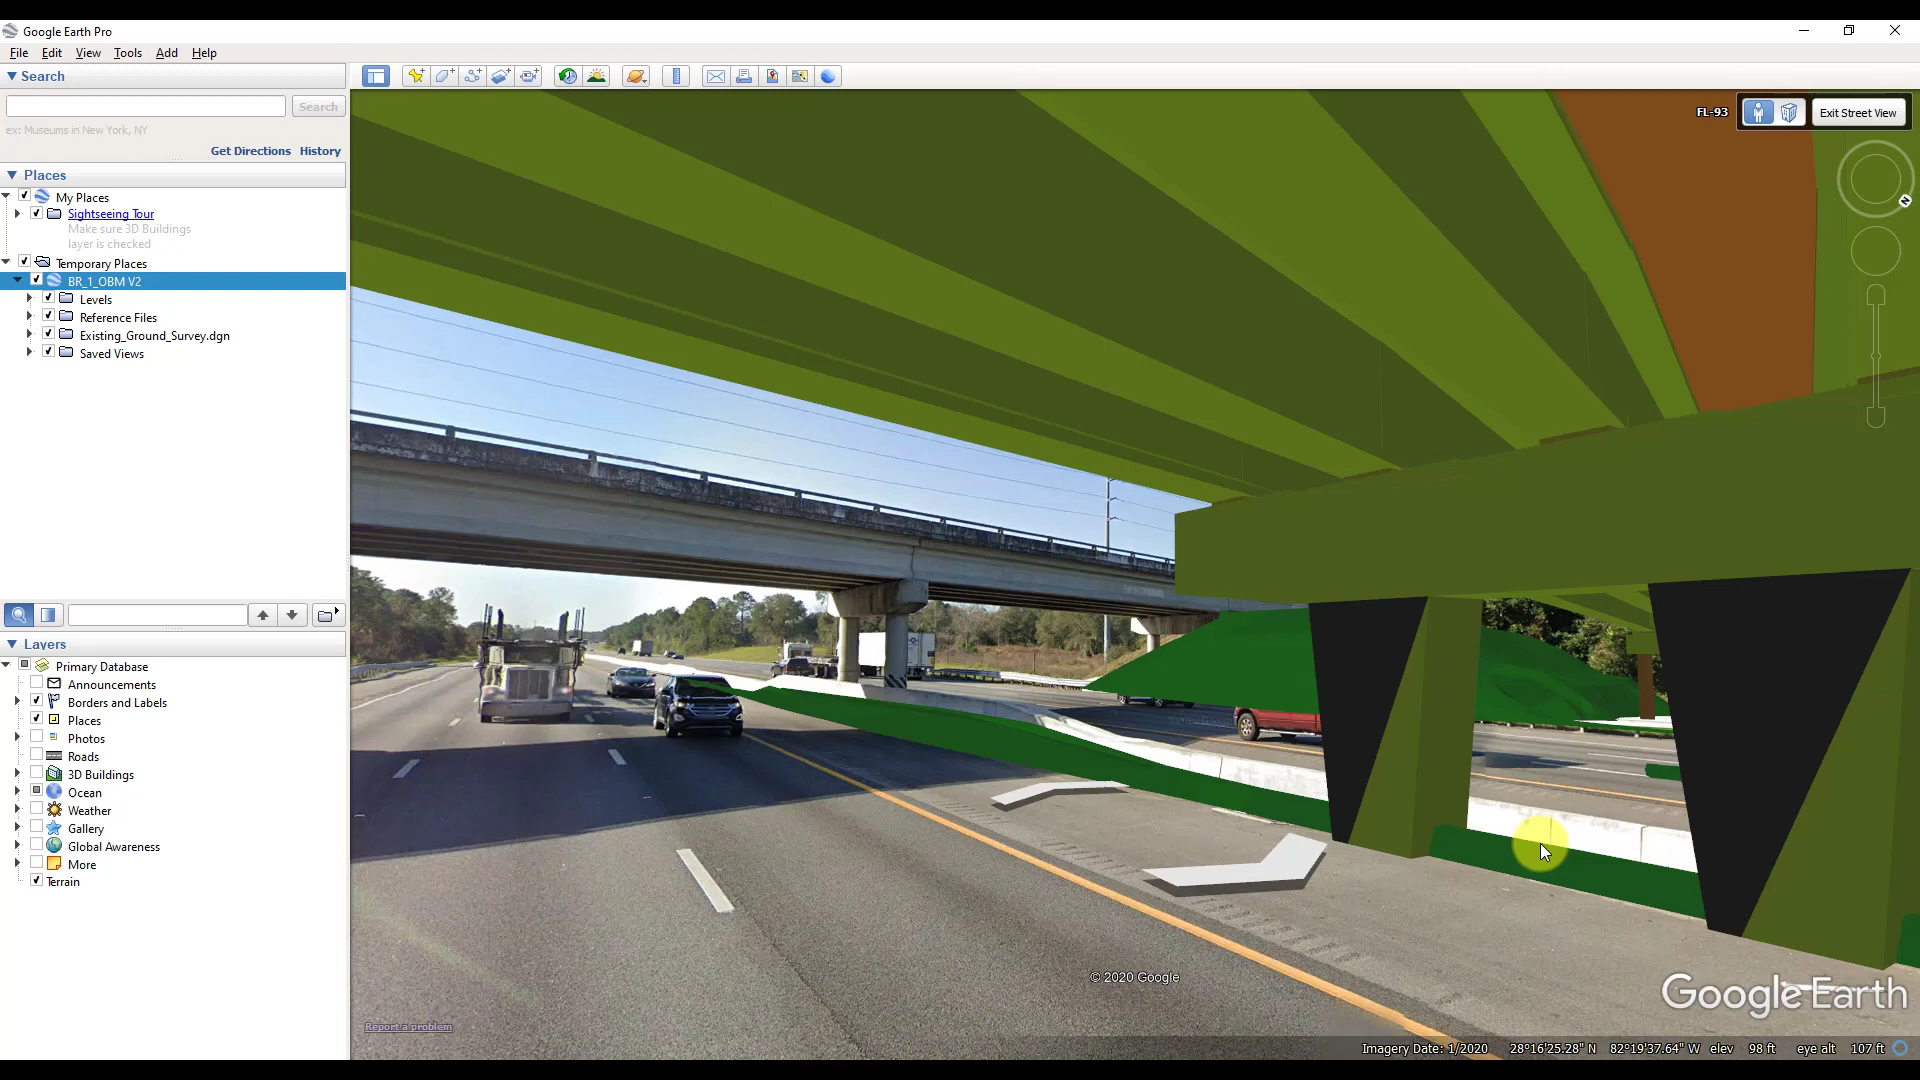 Google Earth Pro
File Edit View Tools Add Help
Search
Search
ex: Museums in New York, NY
Get Directions History
Places
My Places
Sightseeing Tour
Make sure 3D Buildings
layer is checked
Temporary Places
BR_1_OBM V2
Levels
Reference Files
Existing_Ground_Survey.dgn
Saved Views
Layers
Primary Database
Announcements
Borders and Labels
Places
Photos
Roads
3D Buildings
Ocean
Weather
Gallery
Global Awareness
More
Terrain
FL-93
Exit Street View
N
© 2020 Google
Google Earth
Report a problem
Imagery Date: 1/2020 28°16'25.28" N 82°19'37.64" W elev 98 ft eye alt 107 ft